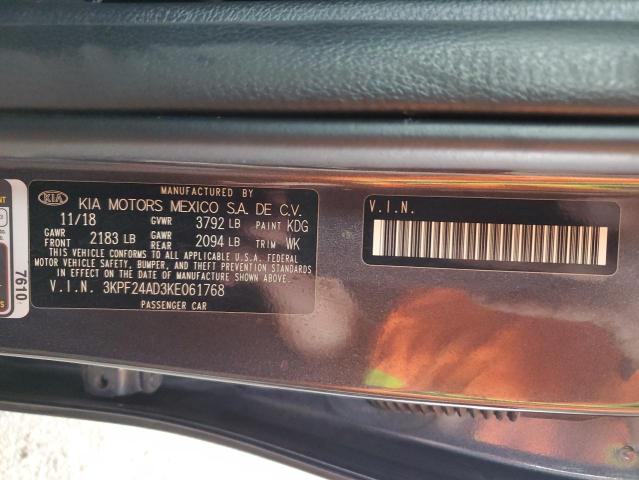 MANUFACTURED BY
KIA KIA MOTORS MEXICO S.A. DE C.V.
11/18 GVWR 3792 LB PAINT KDG
GAWR FRONT 2183 LB GAWR REAR 2094 LB TRIM WK
THIS VEHICLE CONFORMS TO ALL APPLICABLE U.S.A. FEDERAL
MOTOR VEHICLE SAFETY, BUMPER, AND THEFT PREVENTION STANDARDS
IN EFFECT ON THE DATE OF MANUFACTURE SHOWN ABOVE.
V.I.N. 3KPF24AD3KE061768
PASSENGER CAR
V.I.N.
7610